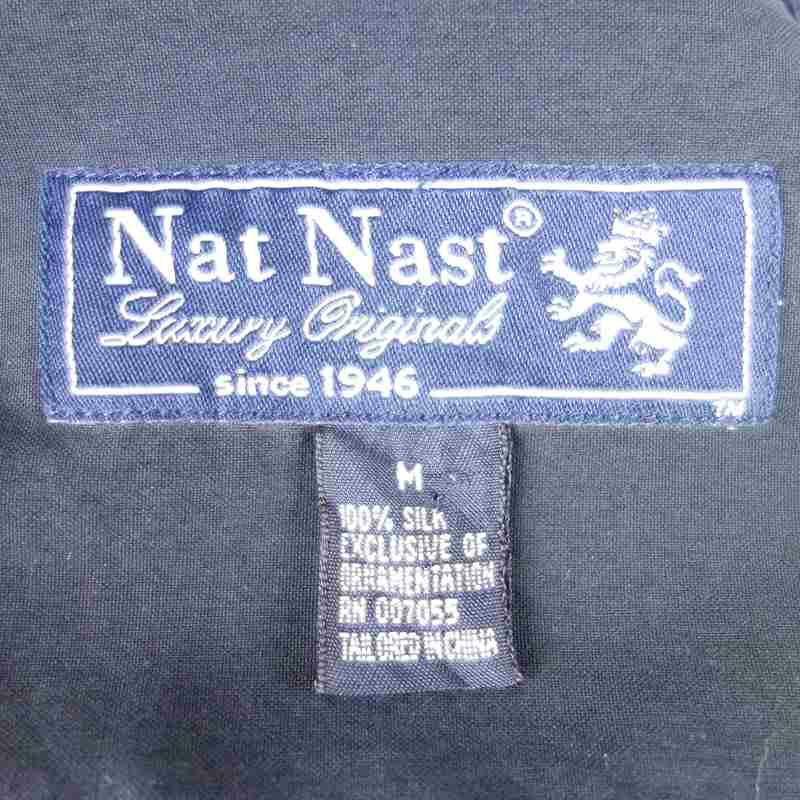 Nat Nast®
Luxury Originals
since 1946
TM
M
100% SILK
EXCLUSIVE OF
ORNAMENTATION
RN 007055
TAILORED IN CHINA